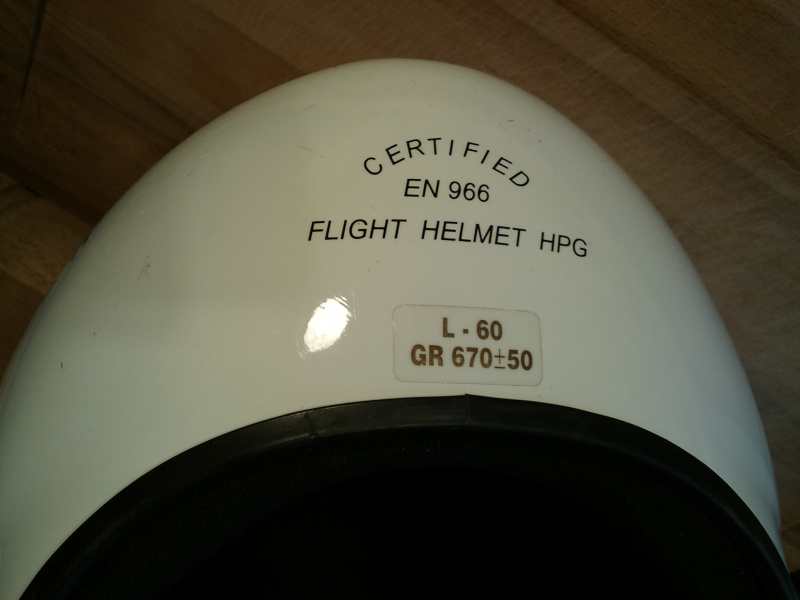 CERTIFIED
EN 966
FLIGHT HELMET HPG
L - 60
GR 670±50